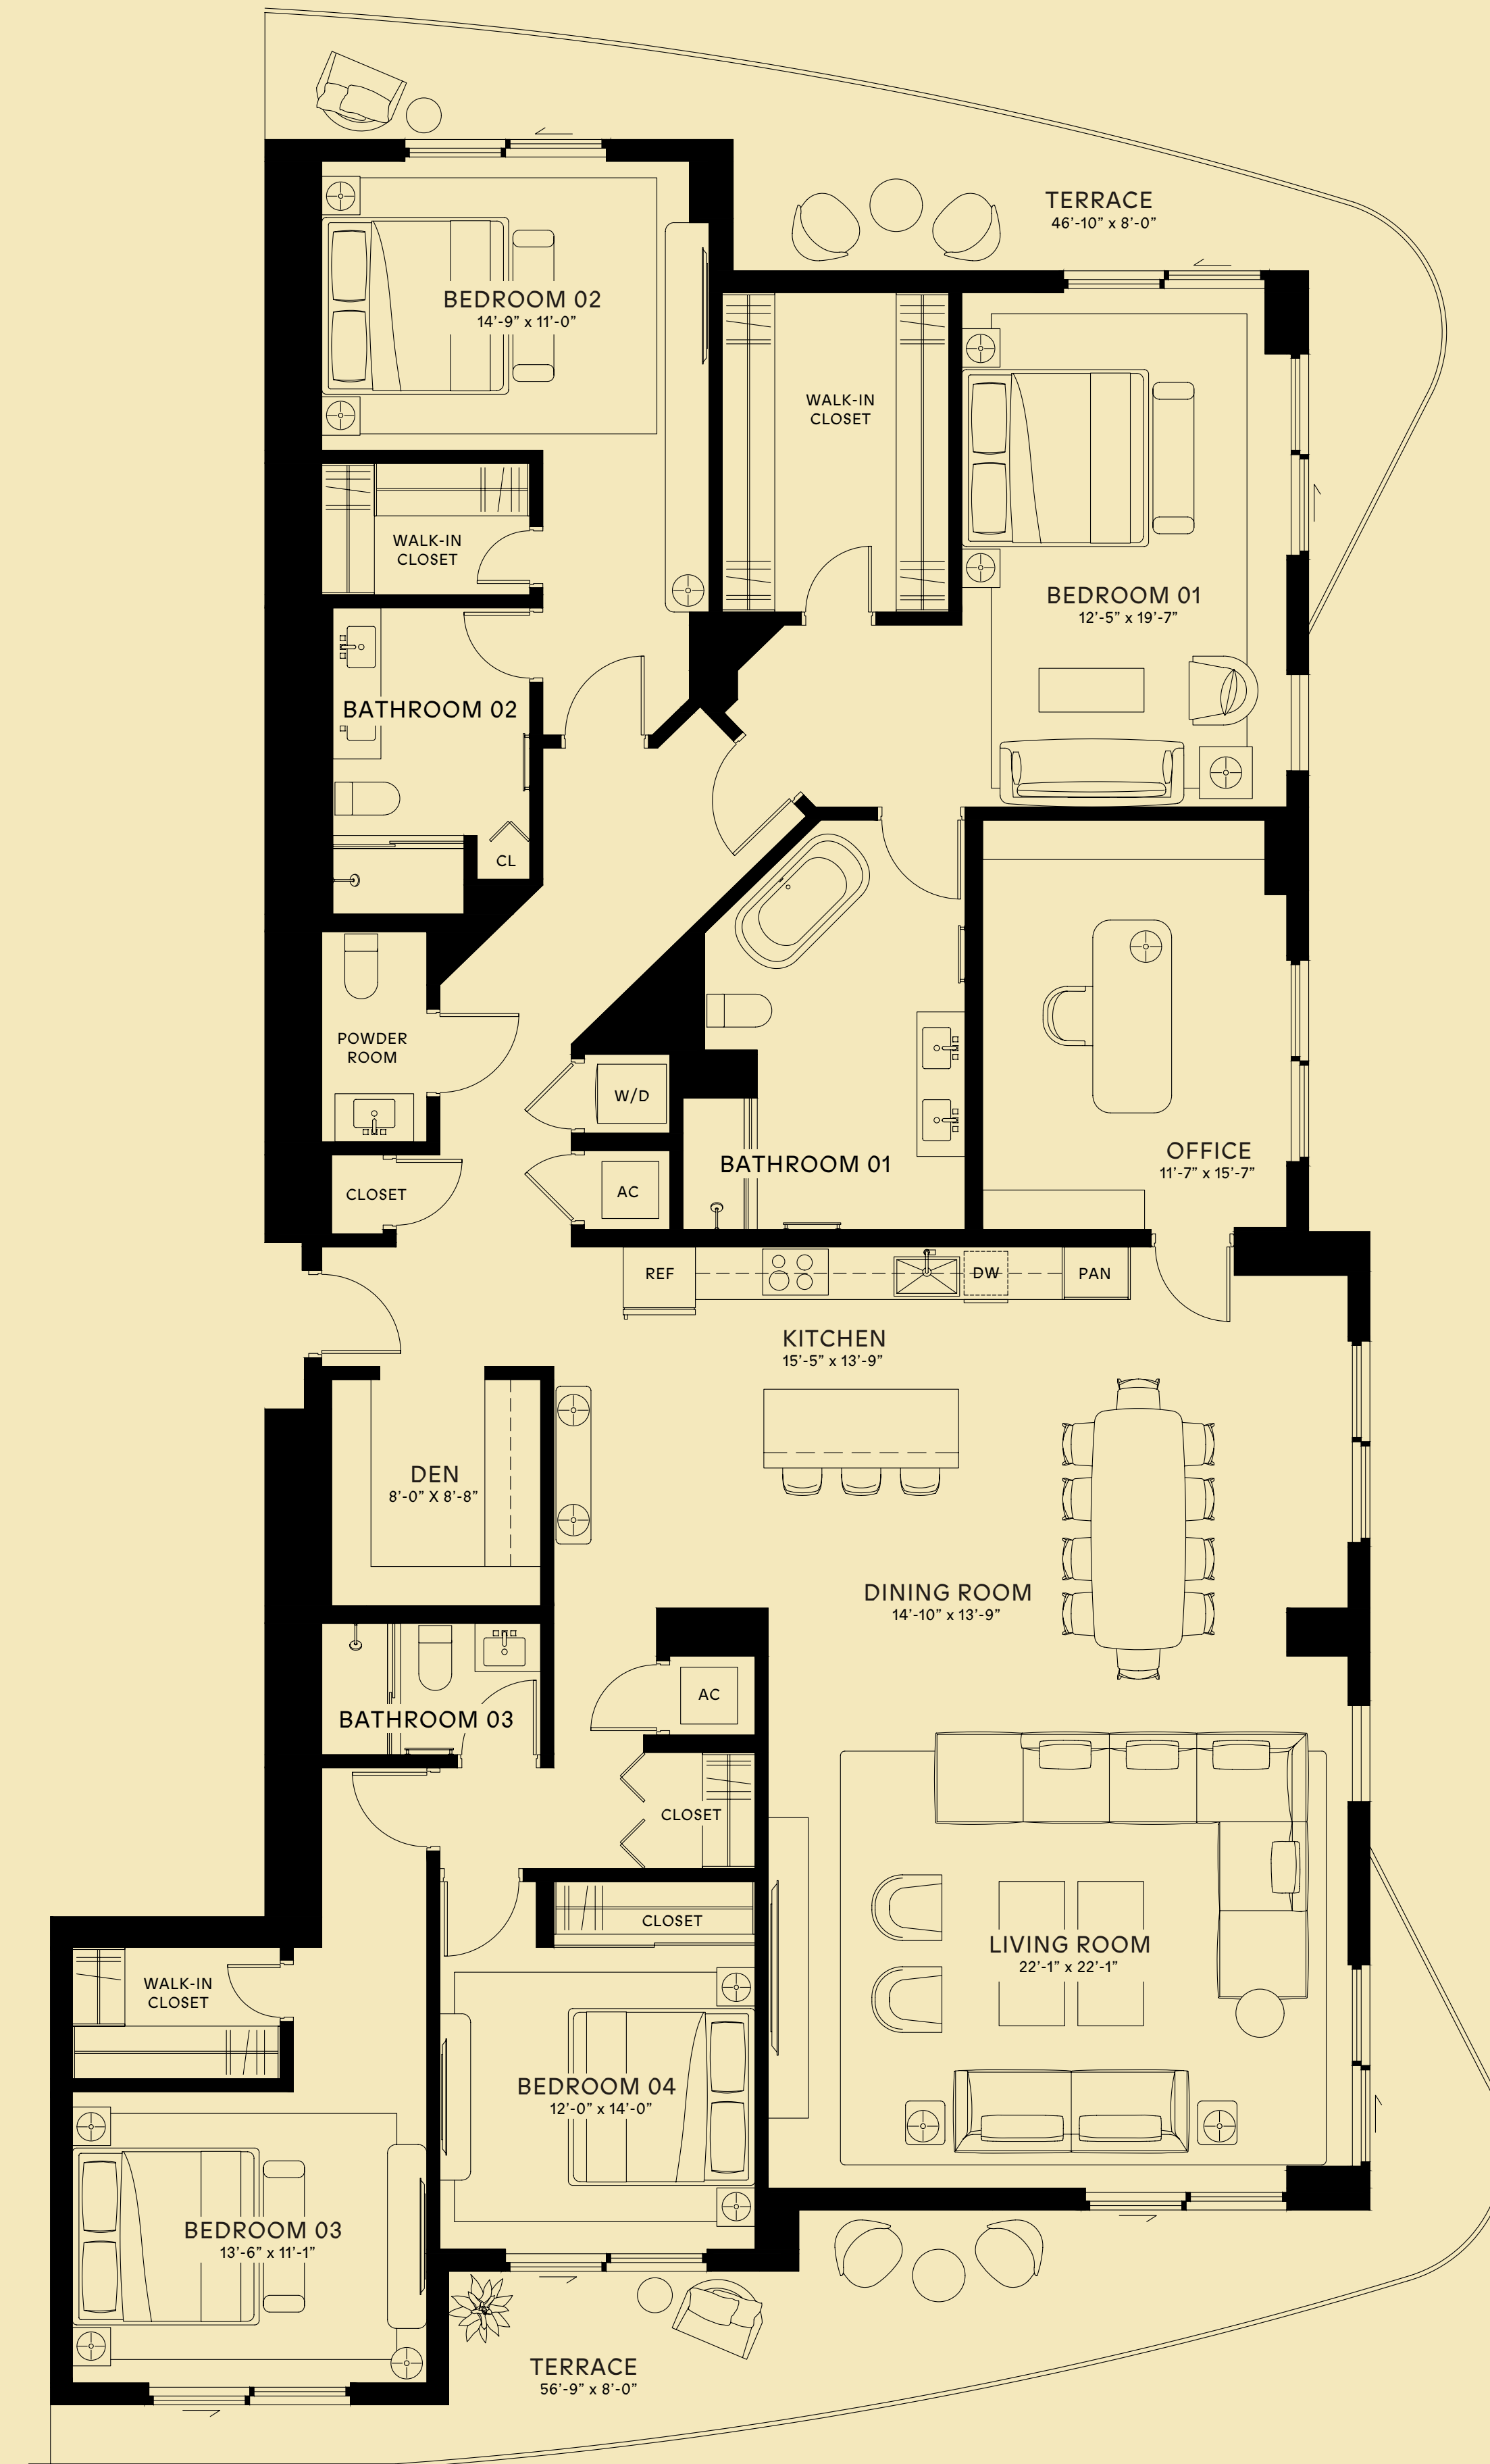 TERRACE
46’-10” x 8’-0”
BEDROOM 02
14’-9” x 11’-0”
WALK-IN
CLOSET
WALK-IN
CLOSET
BEDROOM 01
12’-5” x 19’-7”
BATHROOM 02
CL
POWDER
ROOM
W/D
OFFICE
11’-7” x 15’-7”
BATHROOM 01
CLOSET
AC
REF
DW
PAN
KITCHEN
15’-5” x 13’-9”
DEN
8’-0” X 8’-8”
DINING ROOM
14’-10” x 13’-9”
AC
BATHROOM 03
CLOSET
CLOSET
LIVING ROOM
22’-1” x 22’-1”
WALK-IN
CLOSET
BEDROOM 04
12’-0” x 14’-0”
BEDROOM 03
13’-6” x 11’-1”
TERRACE
56’-9” x 8’-0”